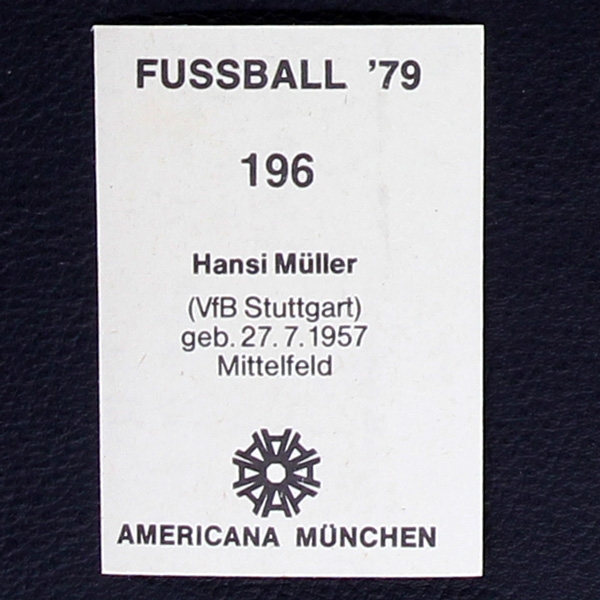 FUSSBALL '79
196
Hansi Müller
(VfB Stuttgart)
geb. 27. 7. 1957
Mittelfeld
AMERICANA MÜNCHEN